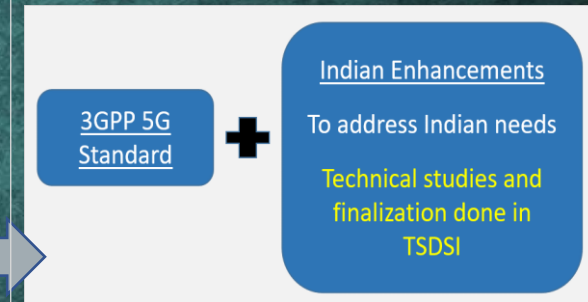 3GPP 5G
Standard
Indian Enhancements
To address Indian needs
Technical studies and
finalization done in
TSDSI